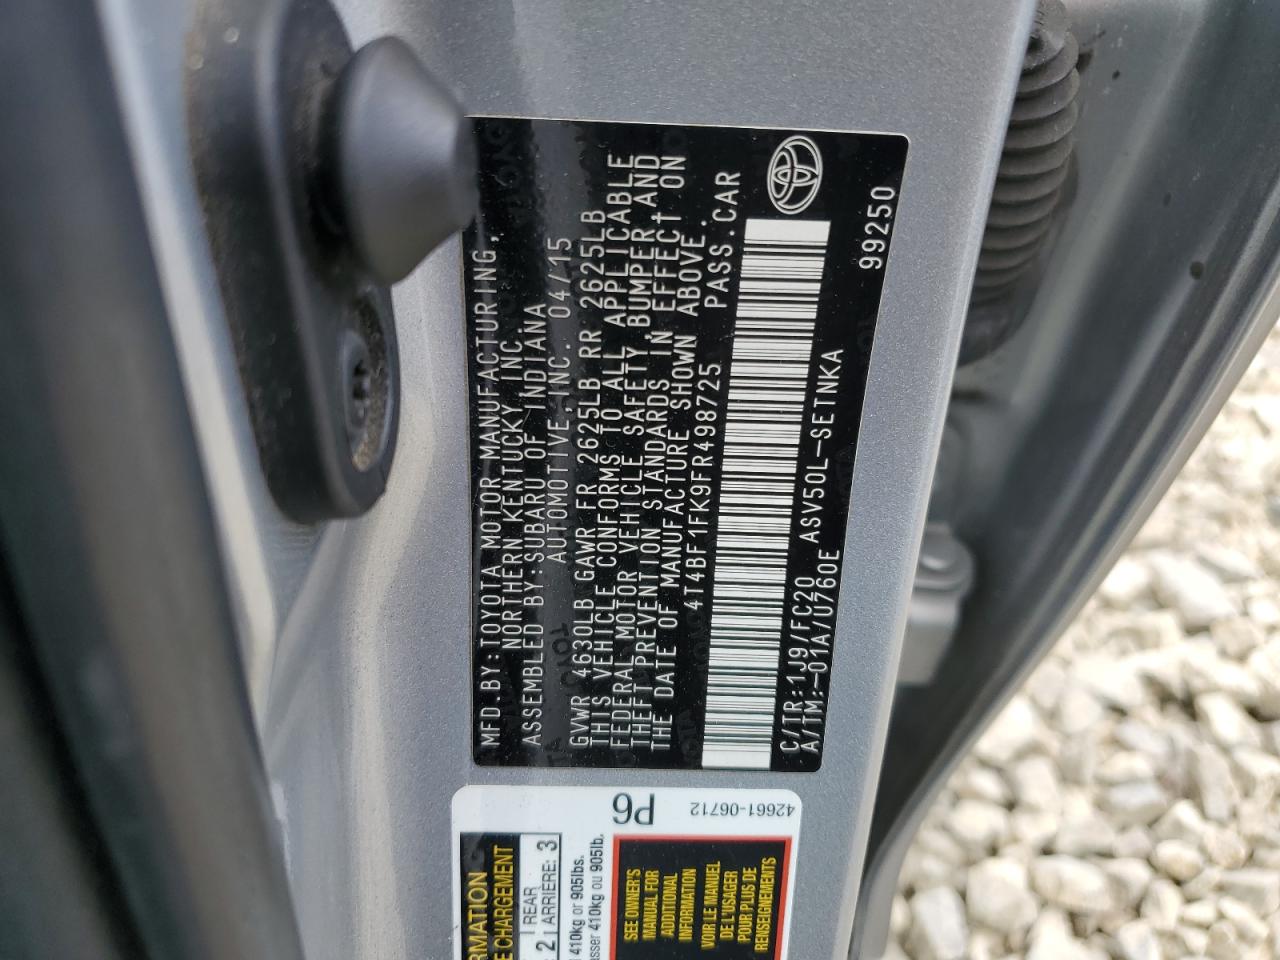 MFD.BY:TOYOTA MOTOR MANUFACTURING,
NORTHERN KENTUCKY,INC.
ASSEMBLED BY:SUBARU OF INDIANA
AUTOMOTIVE,INC. 04/15
GVWR 4630LB GAWR FR 2625LB RR 2625LB
THIS VEHICLE CONFORMS TO ALL APPLICABLE
FEDERAL MOTOR VEHICLE SAFETY, BUMPER, AND
THEFT PREVENTION STANDARDS IN EFFECT ON
THE DATE OF MANUFACTURE SHOWN ABOVE.
4T4BF1FK9FR498725 PASS.CAR
C/TR:1J9/FC20 ASV50L-SETNKA
A/TM:-01A/U760E
99250
P6
42661-06712
RMATION
E CHARGEMENT
2 REAR
ARRIÈRE: 3
410kg or 905lbs.
asser 410kg ou 905lb.
SEE OWNER'S
MANUAL FOR
ADDITIONAL
INFORMATION
VOIR LE MANUEL
DE L'USAGER
POUR PLUS DE
RENSEIGNEMENTS